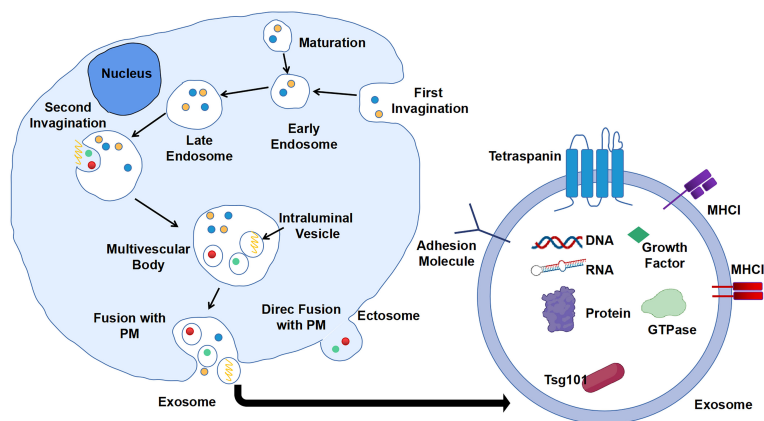 Maturation
Nucleus
First
Invagination
Second
Invagination
Late
Endosome
Early
Endosome
Intraluminal
Vesicle
Multivescular
Body
Fusion with
PM
Direc Fusion
with PM
Ectosome
Exosome
Tetraspanin
MHCI
Adhesion
Molecule
DNA
Growth
Factor
RNA
MHCI
Protein
GTPase
Tsg101
Exosome